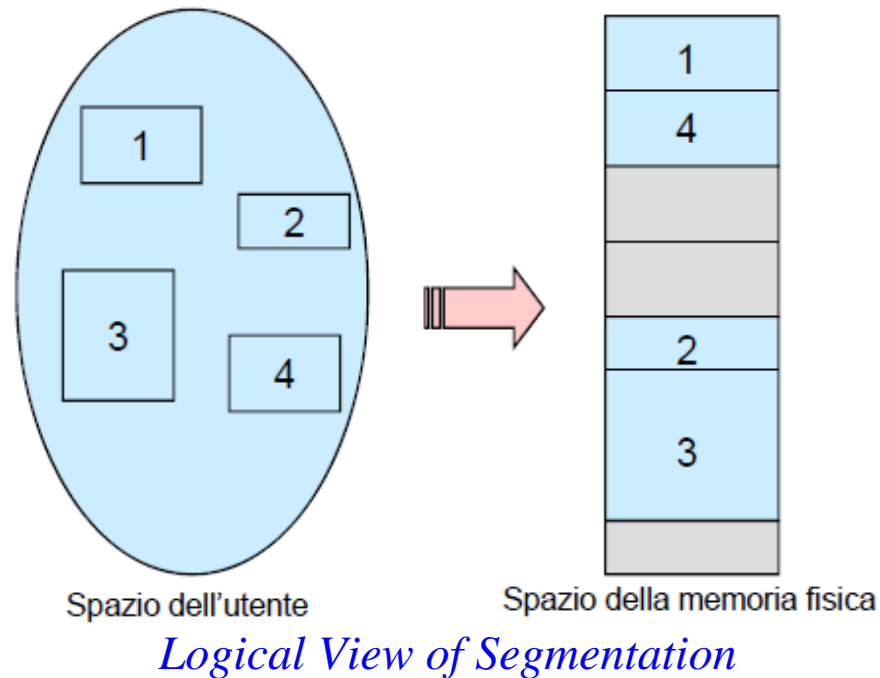 1
2
3
4
1
4
2
3
Spazio dell'utente
Spazio della memoria fisica
Logical View of Segmentation